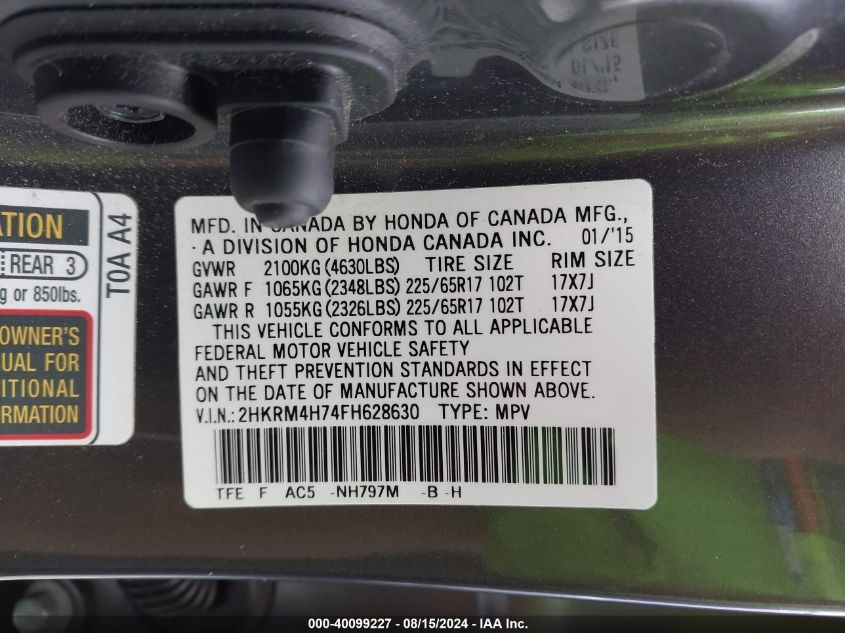 SIZE
01/'15
MFG.,
ATION
REAR 3
g or 850lbs.
OWNER'S
UAL FOR
ITIONAL
RMATION
T0A A4
MFD. IN CANADA BY HONDA OF CANADA MFG.,
A DIVISION OF HONDA CANADA INC. 01/'15
GVWR 2100KG(4630LBS) TIRE SIZE RIM SIZE
GAWR F 1065KG(2348LBS) 225/65R17 102T 17X7J
GAWR R 1055KG(2326LBS) 225/65R17 102T 17X7J
THIS VEHICLE CONFORMS TO ALL APPLICABLE
FEDERAL MOTOR VEHICLE SAFETY
AND THEFT PREVENTION STANDARDS IN EFFECT
ON THE DATE OF MANUFACTURE SHOWN ABOVE.
V.I.N.: 2HKRM4H74FH628630 TYPE: MPV
TFE F AC5 -NH797M -B -H
000-40099227 - 08/15/2024 - IAA Inc.